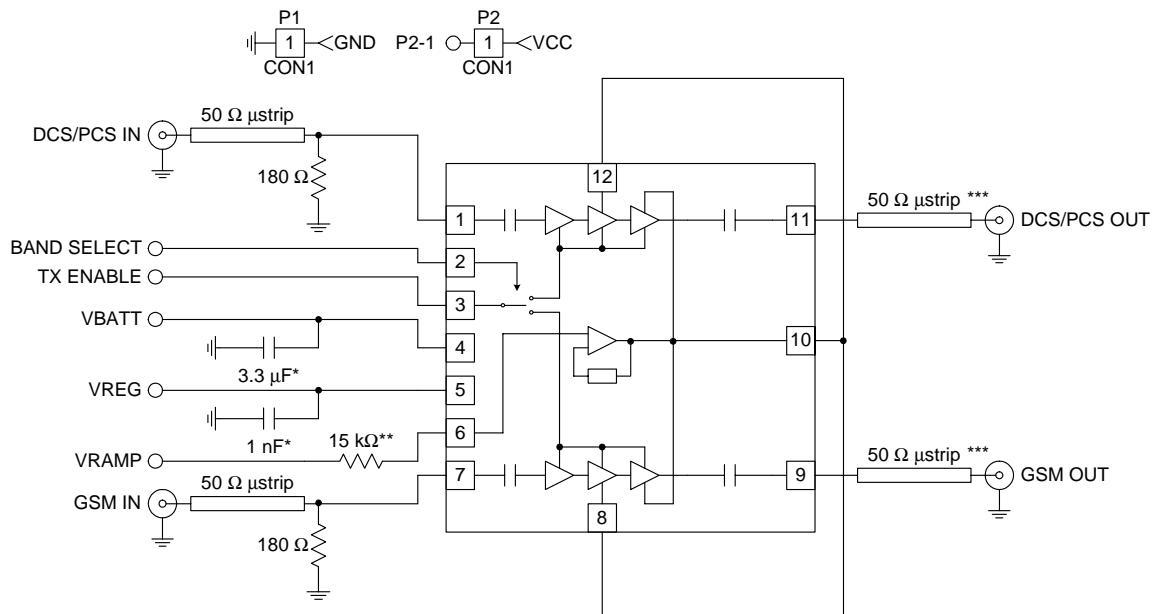 P1
1
GND
CON1
P2
P2-1
1
VCC
CON1
50 Ω µstrip
DCS/PCS IN
180 Ω
12
1
11
50 Ω µstrip ***
DCS/PCS OUT
BAND SELECT
2
TX ENABLE
3
VBATT
4
10
3.3 µF*
VREG
5
1 nF*
15 kΩ**
6
VRAMP
50 Ω µstrip
7
9
50 Ω µstrip ***
GSM IN
GSM OUT
8
180 Ω